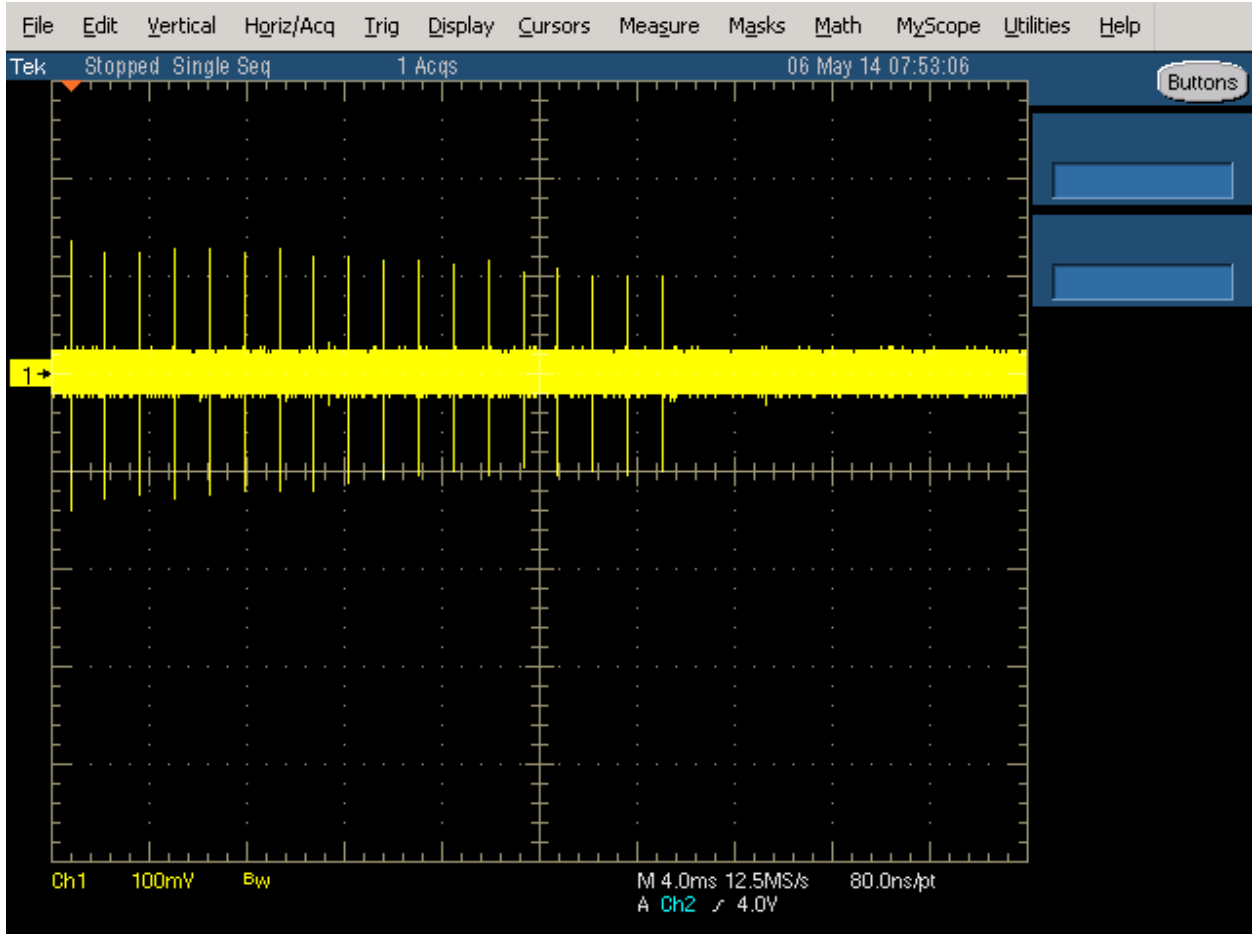 File Edit Vertical Horiz/Acq Trig Display Cursors Measure Masks Math MyScope Utilities Help
Tek Stopped Single Seq 1 Acqs 06 May 14 07:53:06 Buttons
1
Ch1 100mV BW M 4.0ms 12.5MS/s 80.0ns/pt
A Ch2 / 4.0V